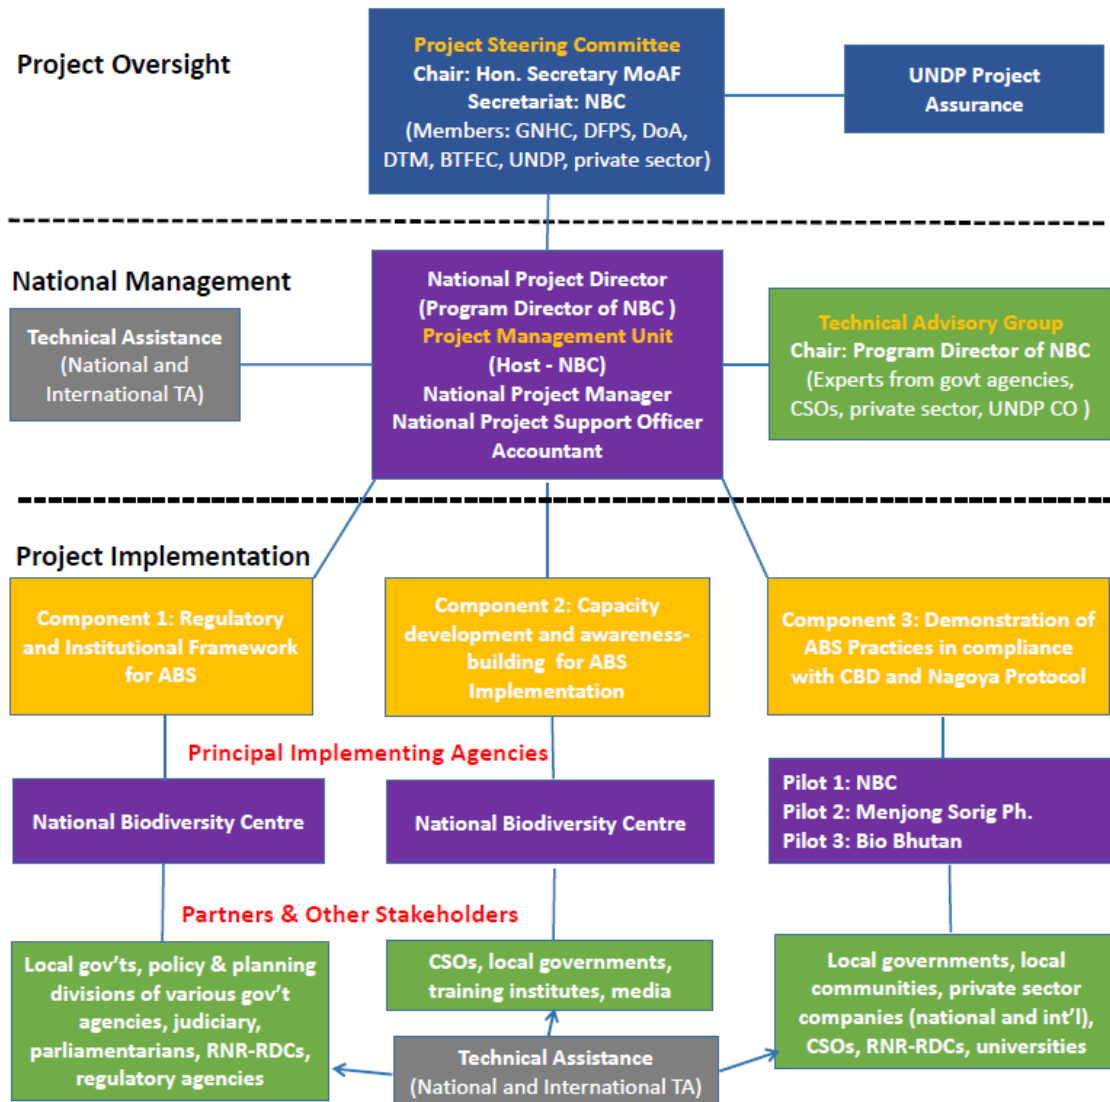 Project Oversight
Project Steering Committee
Chair: Hon. Secretary MoAF
Secretariat: NBC
(Members: GNHC, DFPS, DoA,
DTM, BTFEC, UNDP, private sector)
UNDP Project
Assurance
National Management
Technical Assistance
(National and
International TA)
National Project Director
(Program Director of NBC )
Project Management Unit
(Host - NBC)
National Project Manager
National Project Support Officer
Accountant
Technical Advisory Group
Chair: Program Director of NBC
(Experts from govt agencies,
CSOs, private sector, UNDP CO )
Project Implementation
Component 1: Regulatory
and Institutional Framework
for ABS
Component 2: Capacity
development and awareness-
building  for ABS
Implementation
Component 3: Demonstration of
ABS Practices in compliance
with CBD and Nagoya Protocol
Principal Implementing Agencies
National Biodiversity Centre
National Biodiversity Centre
Pilot 1: NBC
Pilot 2: Menjong Sorig Ph.
Pilot 3: Bio Bhutan
Partners & Other Stakeholders
Local gov’ts, policy & planning
divisions of various gov’t
agencies, judiciary,
parliamentarians, RNR-RDCs,
regulatory agencies
CSOs, local governments,
training institutes, media
Local governments, local
communities, private sector
companies (national and int’l),
CSOs, RNR-RDCs, universities
Technical Assistance
(National and International TA)